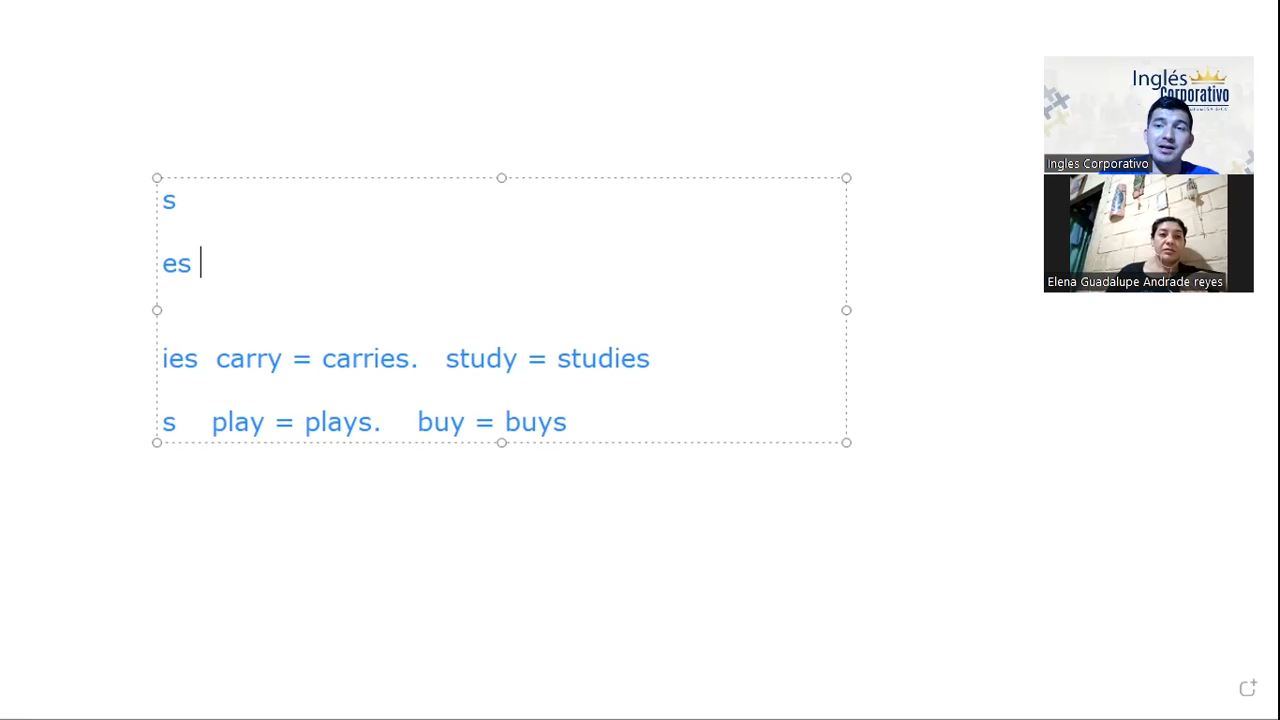 s
es
ies carry = carries. study = studies
s play = plays. buy = buys
Inglés
Corporativo
Ingles Corporativo
Elena Guadalupe Andrade reyes